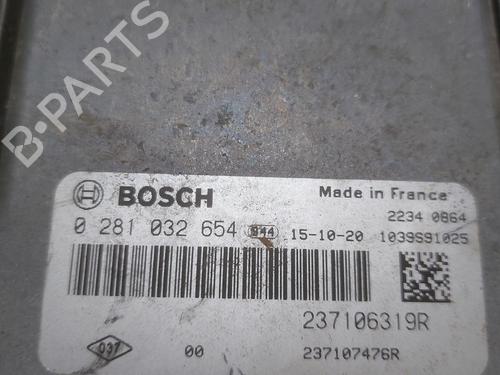 B-PARTS
BOSCH
Made in France
2234 0864
0 281 032 654 944 15-10-20 1039S91025
237106319R
037 00 237107476R